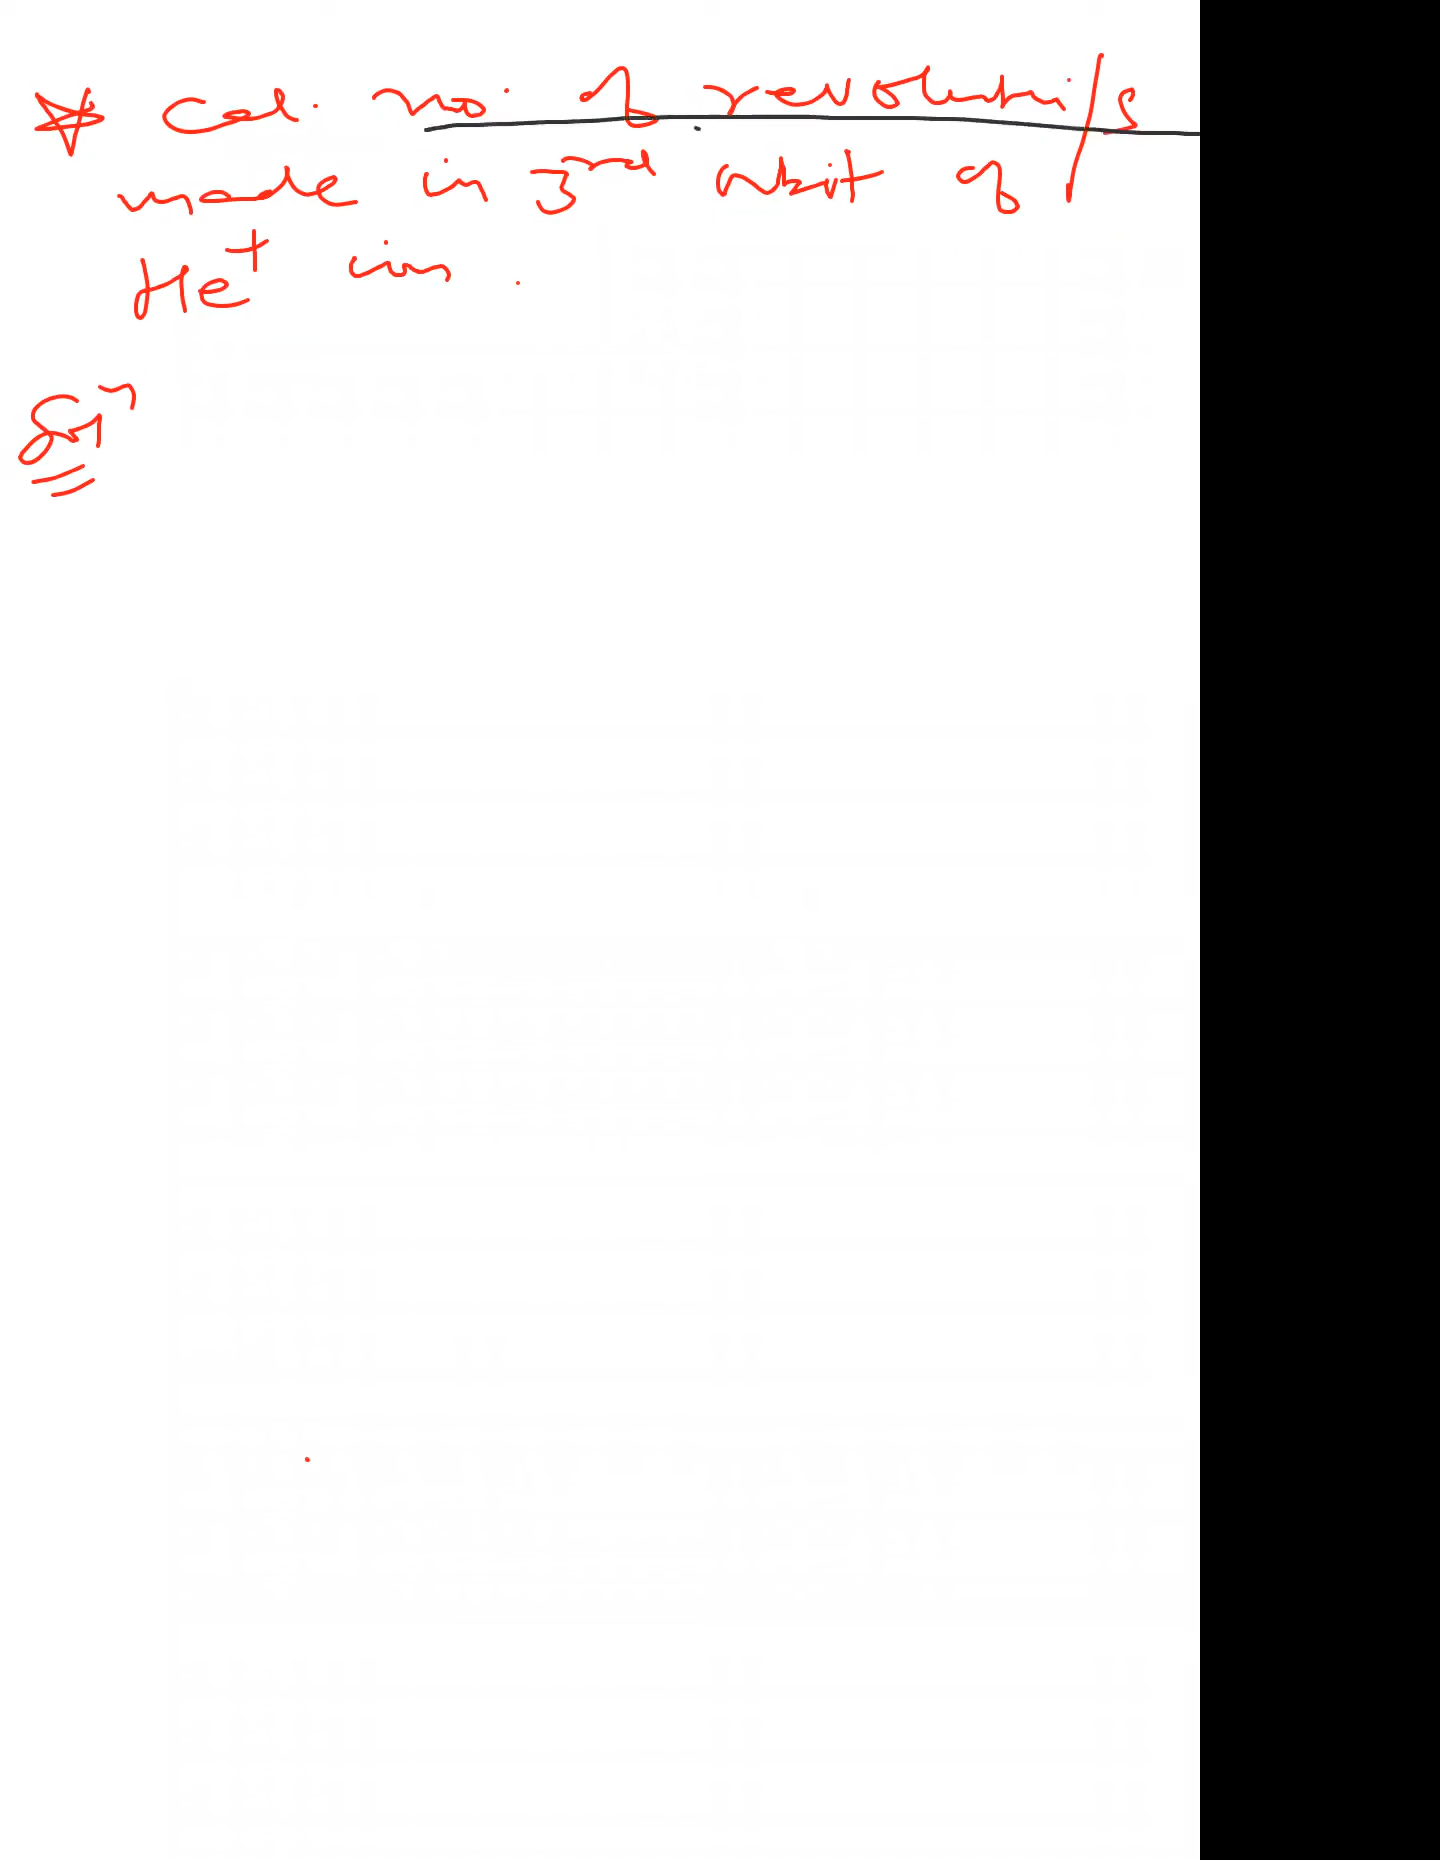 * Cal. no. of revolution/s
made in 3rd orbit of
He+ ion.
Sol^n